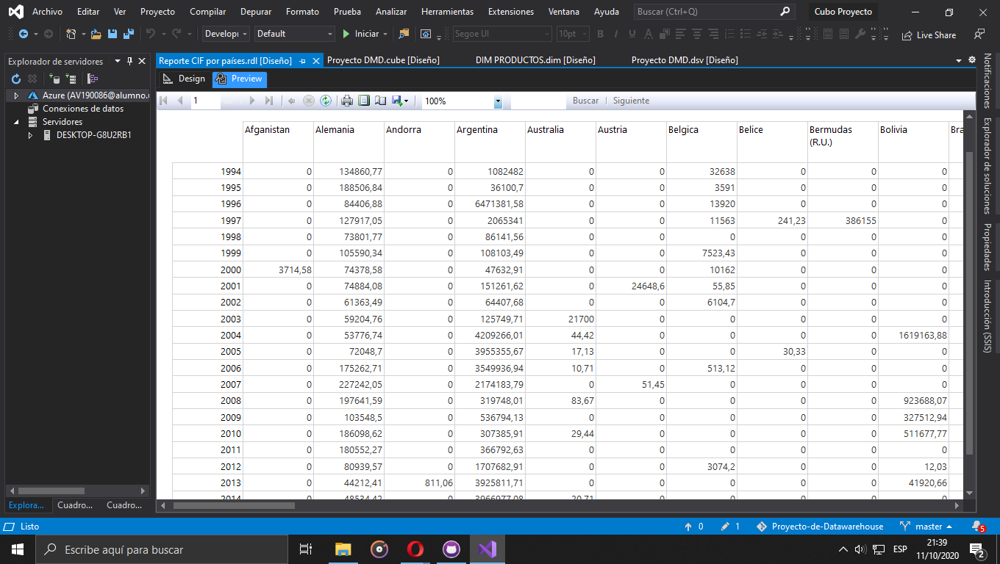 Archivo Editar Ver Proyecto Compilar Depurar Formato Prueba Analizar Herramientas Extensiones Ventana Ayuda Buscar (Ctrl+Q) Cubo Proyecto
Develop Default Iniciar Segoe UI 10pt Live Share
Explorador de servidores
Azure (AV190086@alumno.
Conexiones de datos
Servidores
DESKTOP-G8U2RB1
Explora... Cuadro... Cuadro...
Reporte CIF por países.rdl [Diseño] Proyecto DMD.cube [Diseño] DIM PRODUCTOS.dim [Diseño] Proyecto DMD.dsv [Diseño]
Design Preview
1 100% Buscar Siguiente
Afganistan Alemania Andorra Argentina Australia Austria Belgica Belice Bermudas (R.U.) Bolivia Bra
1994 0 134860,77 0 1082482 0 0 32638 0 0 0
1995 0 188506,84 0 36100,7 0 0 3591 0 0 0
1996 0 84406,88 0 6471381,58 0 0 13920 0 0 0
1997 0 127917,05 0 2065341 0 0 11563 241,23 386155 0
1998 0 73801,77 0 86141,56 0 0 0 0 0 0
1999 0 105590,34 0 108103,49 0 0 7523,43 0 0 0
2000 3714,58 74378,58 0 47632,91 0 0 10162 0 0 0
2001 0 74884,08 0 151261,62 0 24648,6 55,85 0 0 0
2002 0 61363,49 0 64407,68 0 0 6104,7 0 0 0
2003 0 59204,76 0 125749,71 21700 0 0 0 0 0
2004 0 53776,74 0 4209266,01 44,42 0 0 0 0 1619163,88
2005 0 72048,7 0 3955355,67 17,13 0 0 30,33 0 0
2006 0 175262,71 0 3549936,94 10,71 0 513,12 0 0 0
2007 0 227242,05 0 2174183,79 0 51,45 0 0 0 0
2008 0 197641,59 0 319748,01 83,67 0 0 0 0 923688,07
2009 0 103548,5 0 536794,13 0 0 0 0 0 327512,94
2010 0 186098,62 0 307385,91 29,44 0 0 0 0 511677,77
2011 0 180552,27 0 366792,63 0 0 0 0 0 0
2012 0 80939,57 0 1707682,91 0 0 3074,2 0 0 12,03
2013 0 44212,41 811,06 3925811,71 0 0 0 0 0 41920,66
2014 0 48534,42 0 3966977,08 20,71 0 0 0 0 0
Notificaciones
Explorador de soluciones
Propiedades
Introducción (SSIS)
Listo 0 1 Proyecto-de-Datawarehouse master 5
Escribe aquí para buscar ESP 21:39
11/10/2020 2